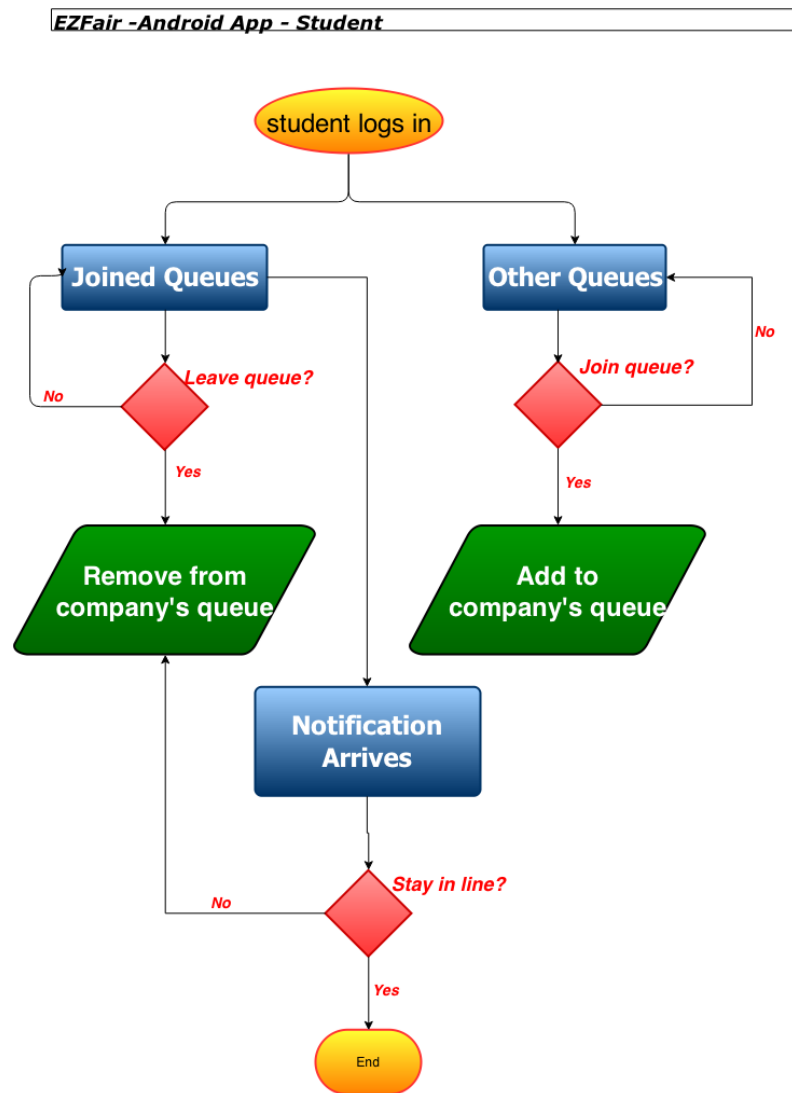 EZFair -Android App - Student
student logs in
Joined Queues
Other Queues
No
Leave queue?
Join queue?
No
Yes
Yes
Remove from
company's queue
Add to
company's queue
Notification
Arrives
Stay in line?
No
Yes
End